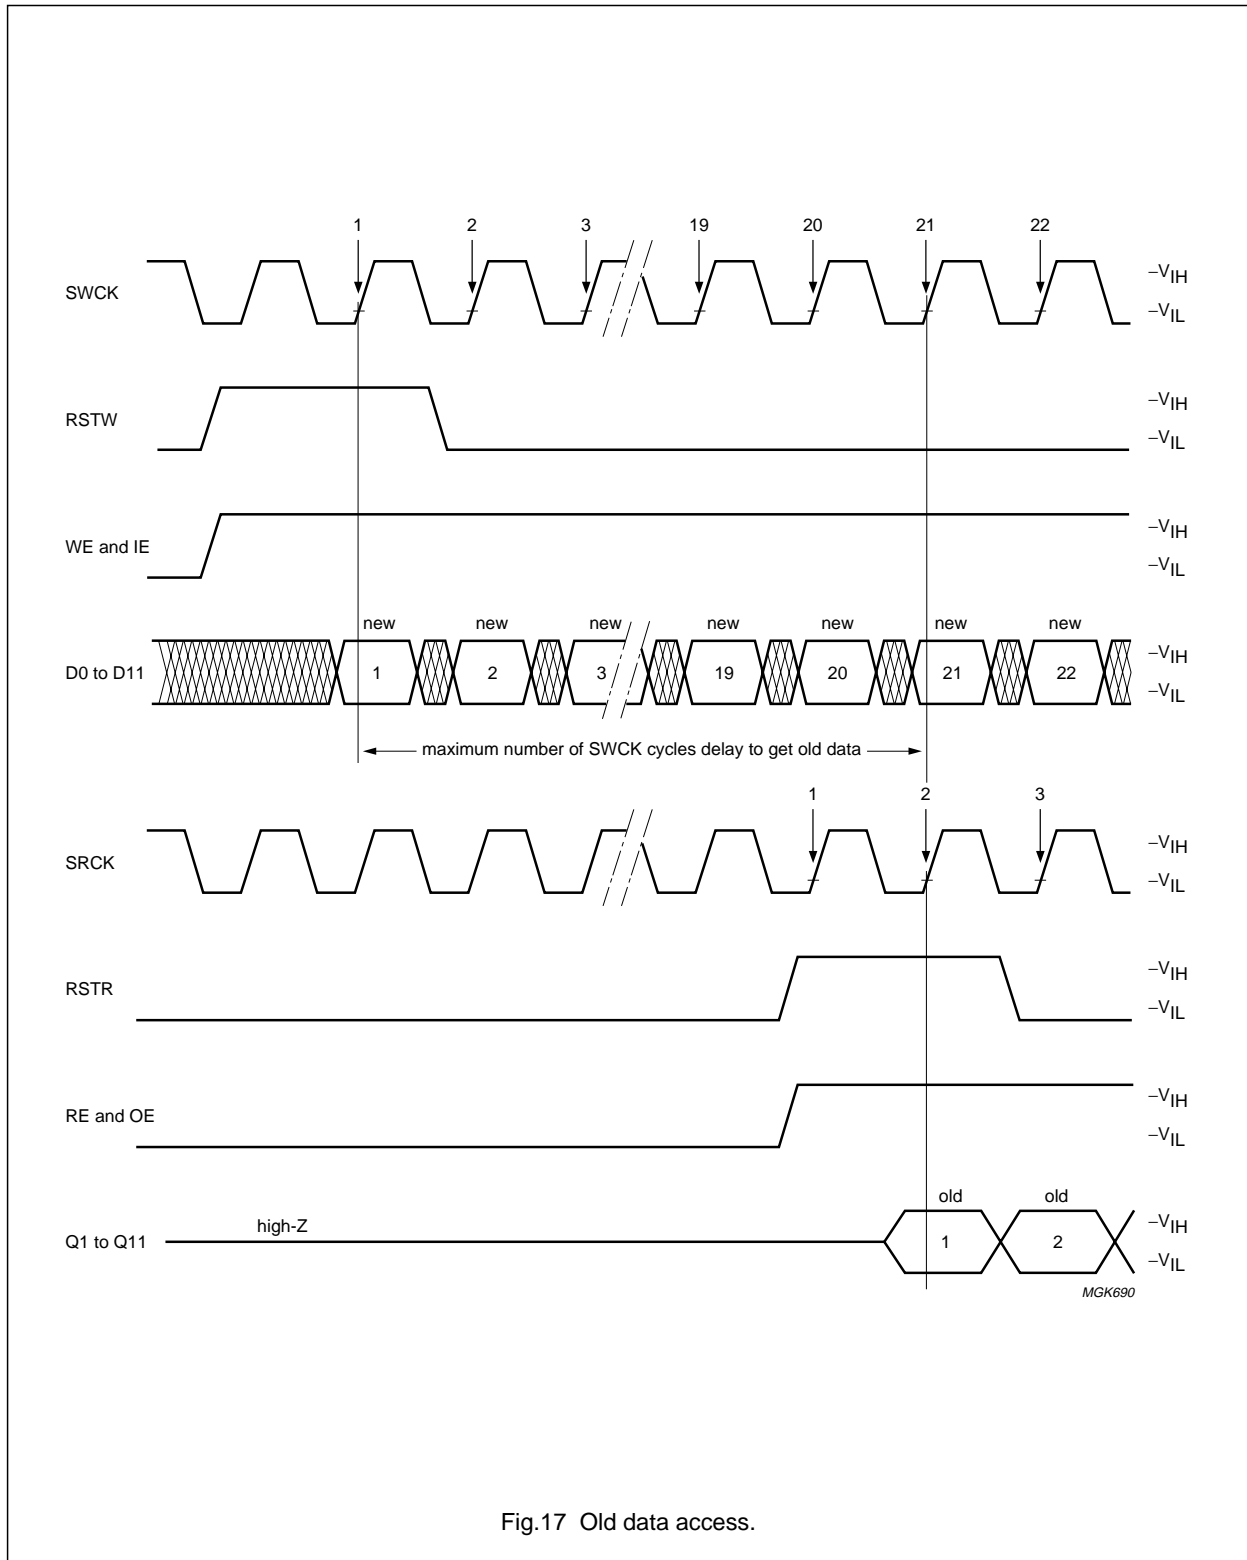 1 2 3 19 20 21 22
SWCK
–VIH
–VIL
RSTW
–VIH
–VIL
WE and IE
–VIH
–VIL
new new new new new new new
D0 to D11
1 2 3 19 20 21 22
–VIH
–VIL
maximum number of SWCK cycles delay to get old data
1 2 3
SRCK
–VIH
–VIL
RSTR
–VIH
–VIL
RE and OE
–VIH
–VIL
old old
high-Z
Q1 to Q11
1 2
–VIH
–VIL
MGK690
Fig.17 Old data access.